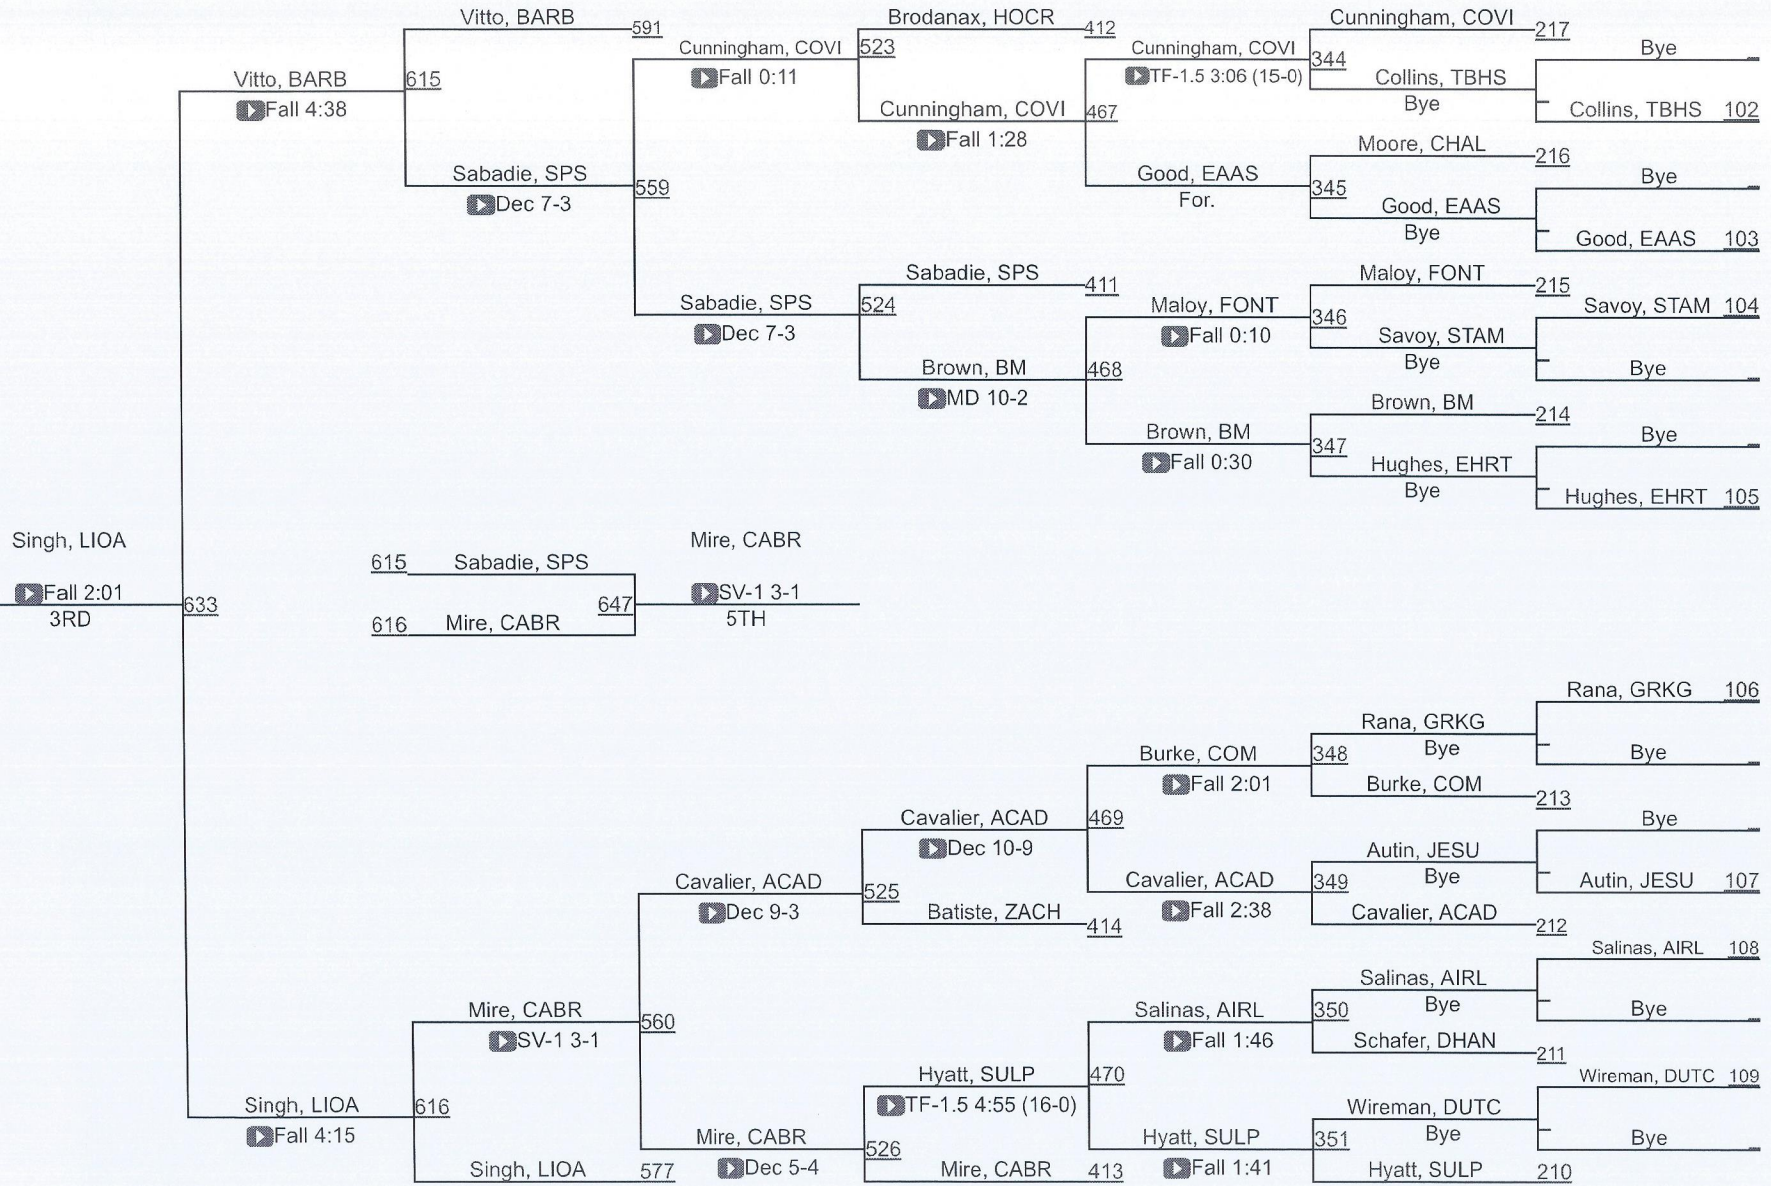 Vitto, BARB
591
Brodanax, HOCR
412
Cunningham, COVI
217
Bye
Cunningham, COVI
523
Fall 0:11
Cunningham, COVI
344
TF-1.5 3:06 (15-0)
Vitto, BARB
615
Fall 4:38
Collins, TBHS
Bye
Collins, TBHS 102
Cunningham, COVI
467
Fall 1:28
Moore, CHAL
216
Bye
Sabadie, SPS
559
Dec 7-3
Good, EAAS
345
For.
Good, EAAS
Bye
Good, EAAS 103
Sabadie, SPS
411
Maloy, FONT
215
Sabadie, SPS
524
Dec 7-3
Maloy, FONT
346
Fall 0:10
Savoy, STAM 104
Savoy, STAM
Bye
Bye
Brown, BM
468
MD 10-2
Brown, BM
214
Brown, BM
347
Fall 0:30
Bye
Hughes, EHRT
Bye
Hughes, EHRT 105
Singh, LIOA
Fall 2:01
3RD
633
615 Sabadie, SPS
647
616 Mire, CABR
Mire, CABR
SV-1 3-1
5TH
Rana, GRKG 106
Rana, GRKG
Bye
Bye
Burke, COM
348
Fall 2:01
Burke, COM
213
Cavalier, ACAD
469
Dec 10-9
Bye
Autin, JESU
Bye
Autin, JESU 107
Cavalier, ACAD
525
Dec 9-3
Cavalier, ACAD
349
Fall 2:38
Batiste, ZACH
414
Cavalier, ACAD
212
Salinas, AIRL 108
Salinas, AIRL
Bye
Bye
Mire, CABR
560
SV-1 3-1
Salinas, AIRL
350
Fall 1:46
Schafer, DHAN
211
Hyatt, SULP
470
TF-1.5 4:55 (16-0)
Wireman, DUTC 109
Singh, LIOA
616
Fall 4:15
Wireman, DUTC
Bye
Bye
Mire, CABR
526
Dec 5-4
Hyatt, SULP
351
Fall 1:41
Singh, LIOA
577
Mire, CABR
413
Hyatt, SULP
210